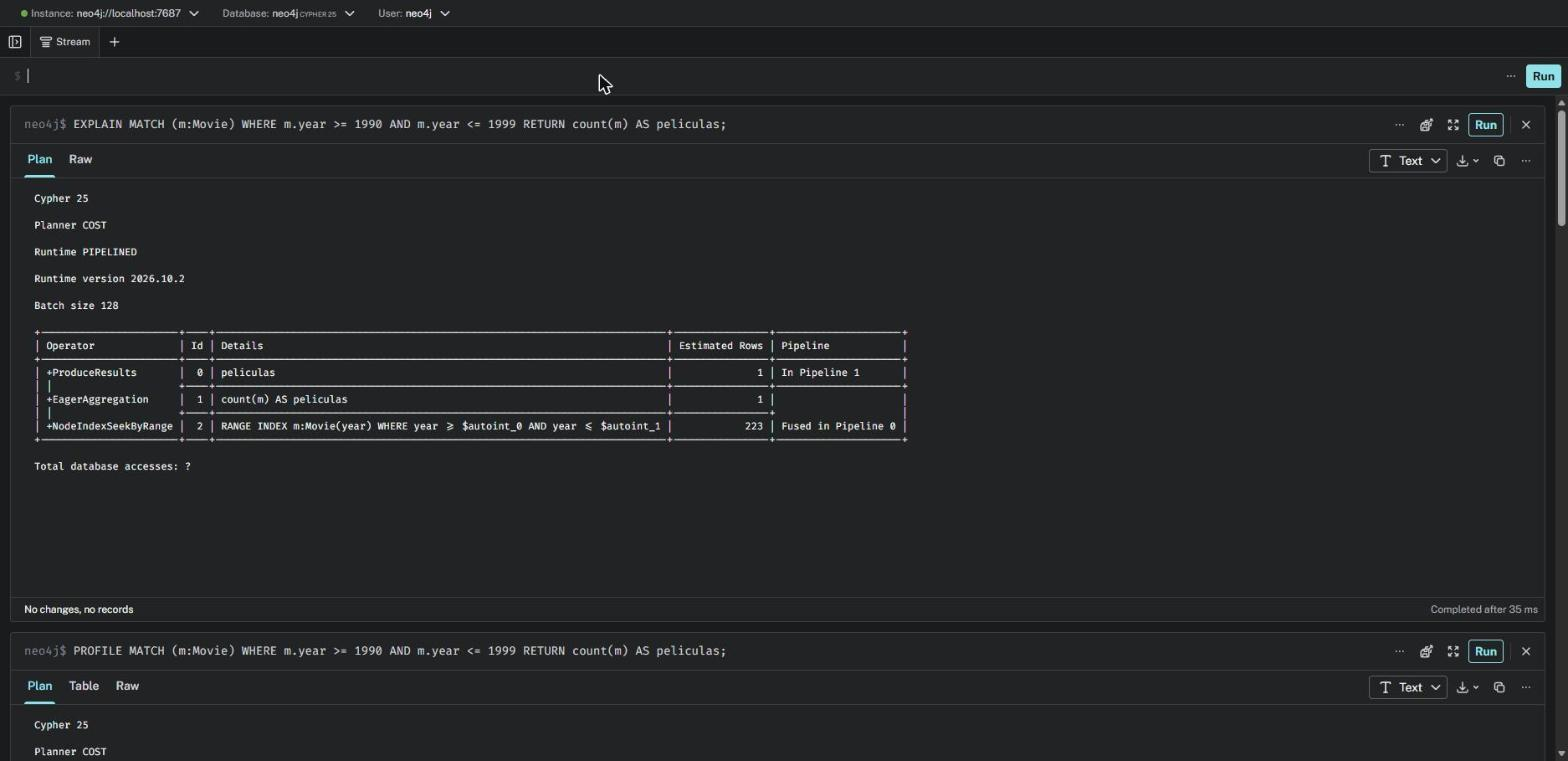 Instance: neo4j://localhost:7687 Database: neo4j CYPHER 25 User: neo4j
Stream
$ Run
neo4j$ EXPLAIN MATCH (m:Movie) WHERE m.year >= 1990 AND m.year <= 1999 RETURN count(m) AS peliculas; Run
Plan Raw Text
Cypher 25
Planner COST
Runtime PIPELINED
Runtime version 2026.10.2
Batch size 128
| Operator | Id | Details | Estimated Rows | Pipeline |
| +ProduceResults | 0 | peliculas | 1 | In Pipeline 1 |
| +EagerAggregation | 1 | count(m) AS peliculas | 1 | |
| +NodeIndexSeekByRange | 2 | RANGE INDEX m:Movie(year) WHERE year ≥ $autoint_0 AND year ≤ $autoint_1 | 223 | Fused in Pipeline 0 |
Total database accesses: ?
No changes, no records Completed after 35 ms
neo4j$ PROFILE MATCH (m:Movie) WHERE m.year >= 1990 AND m.year <= 1999 RETURN count(m) AS peliculas; Run
Plan Table Raw Text
Cypher 25
Planner COST